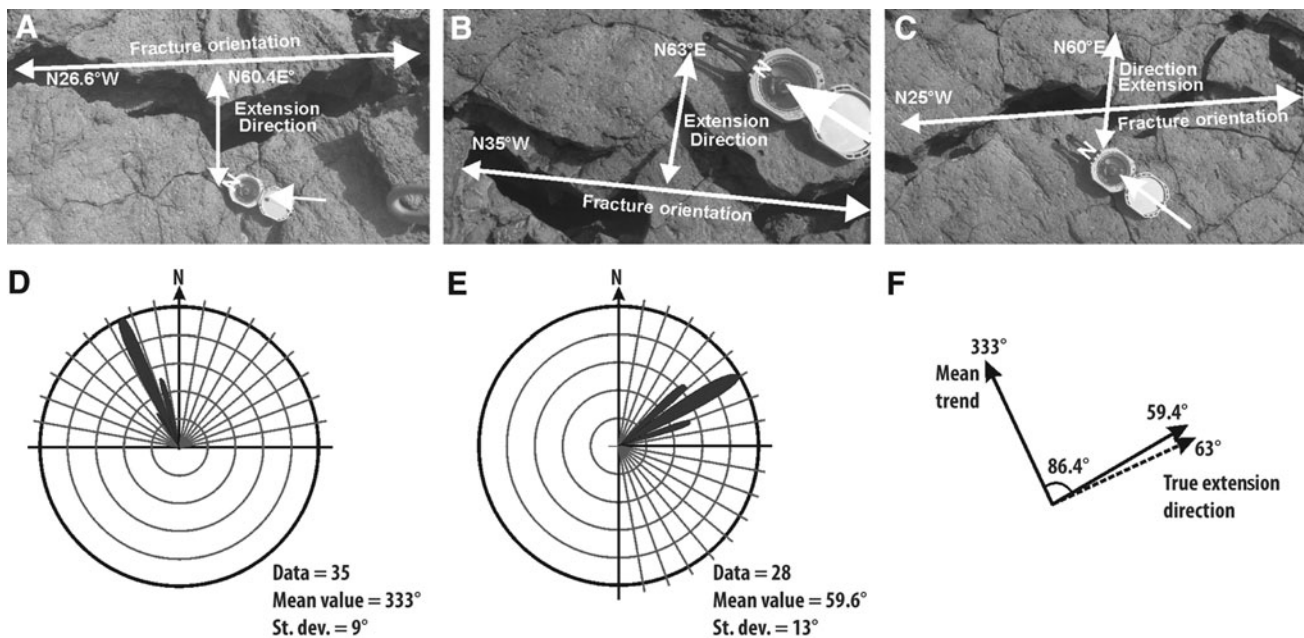 A
Fracture orientation
N26.6°W
N60.4E°
Extension
Direction
N
B
N63°E
N
Extension
Direction
N35°W
Fracture orientation
C
N60°E
Direction
Extension
N25°W
Fracture orientation
N
D
N
Data = 35
Mean value = 333°
St. dev. = 9°
E
N
Data = 28
Mean value = 59.6°
St. dev. = 13°
F
333°
Mean
trend
59.4°
86.4°
63°
True extension
direction